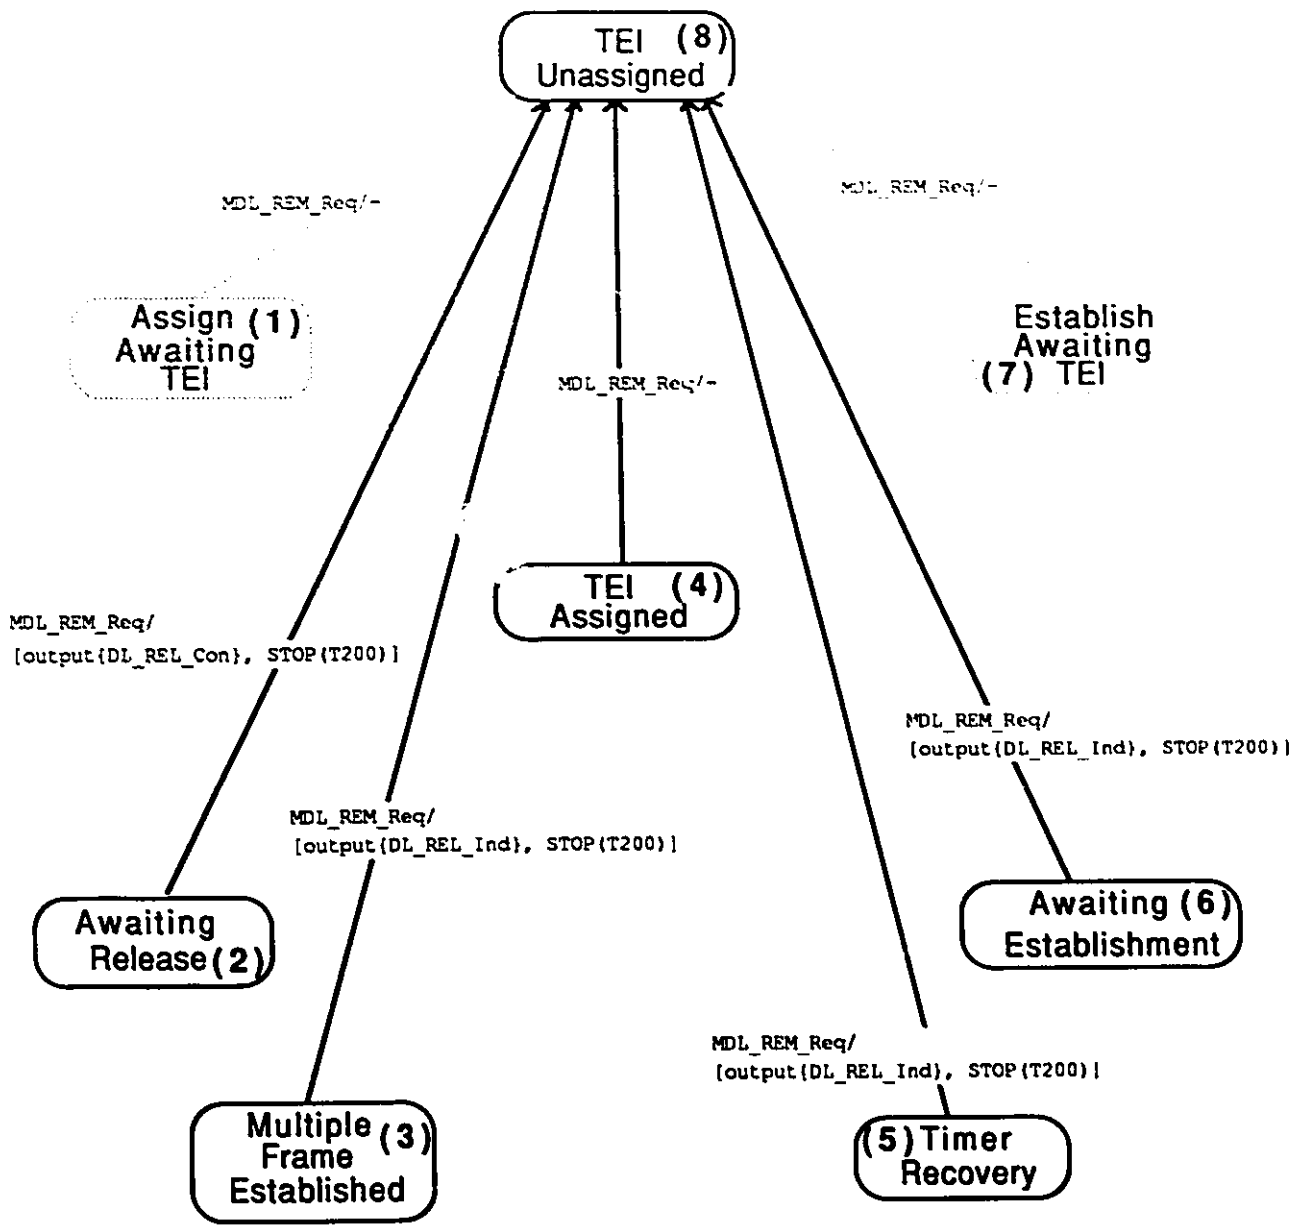 TEI (8)
Unassigned
MDL_REM_Req/-
MDL_REM_Req/-
Assign (1)
Awaiting
TEI
Establish
Awaiting
(7) TEI
MDL_REM_Req/-
TEI (4)
Assigned
MDL_REM_Req/
[output{DL_REL_Con}, STOP(T200)]
MDL_REM_Req/
[output{DL_REL_Ind}, STOP(T200)]
MDL_REM_Req/
[output{DL_REL_Ind}, STOP(T200)]
Awaiting
Release (2)
Awaiting (6)
Establishment
MDL_REM_Req/
[output{DL_REL_Ind}, STOP(T200)]
Multiple (3)
Frame
Established
(5) Timer
Recovery